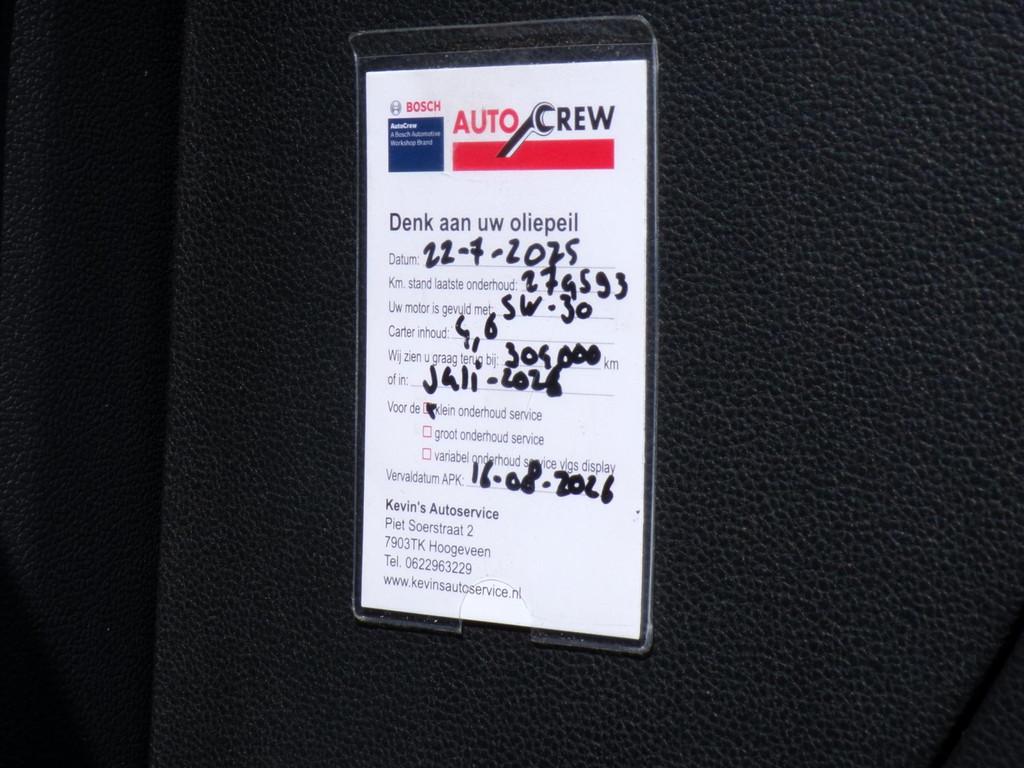 BOSCH
AutoCrew
A Bosch Automotive
Workshop Brand
AUTO CREW
Denk aan uw oliepeil
Datum: 22-7-2025
Km. stand laatste onderhoud: 274593
Uw motor is gevuld met: 5W-30
Carter inhoud: 4,6
Wij zien u graag terug bij: 304000 km
of in: juli-2026
Voor de klein onderhoud service
groot onderhoud service
variabel onderhoud service vlgs display
Vervaldatum APK: 16-08-2026
Kevin's Autoservice
Piet Soerstraat 2
7903TK Hoogeveen
Tel. 0622963229
www.kevinsautoservice.nl